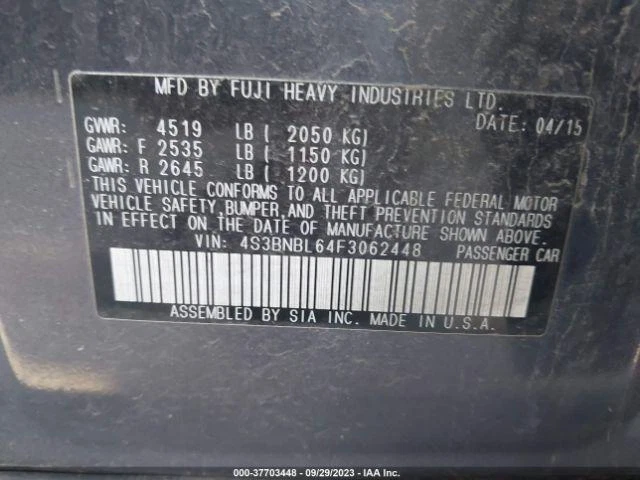 MFD BY FUJI HEAVY INDUSTRIES LTD.
DATE: 04/15
GVWR: 4519 LB ( 2050 KG)
GAWR: F 2535 LB ( 1150 KG)
GAWR: R 2645 LB ( 1200 KG)
THIS VEHICLE CONFORMS TO ALL APPLICABLE FEDERAL MOTOR
VEHICLE SAFETY, BUMPER, AND THEFT PREVENTION STANDARDS
IN EFFECT ON THE DATE OF MANUFACTURE SHOWN ABOVE.
VIN: 4S3BNBL64F3062448 PASSENGER CAR
ASSEMBLED BY SIA INC. MADE IN U.S.A.
000-37703448 - 09/29/2023 - IAA Inc.